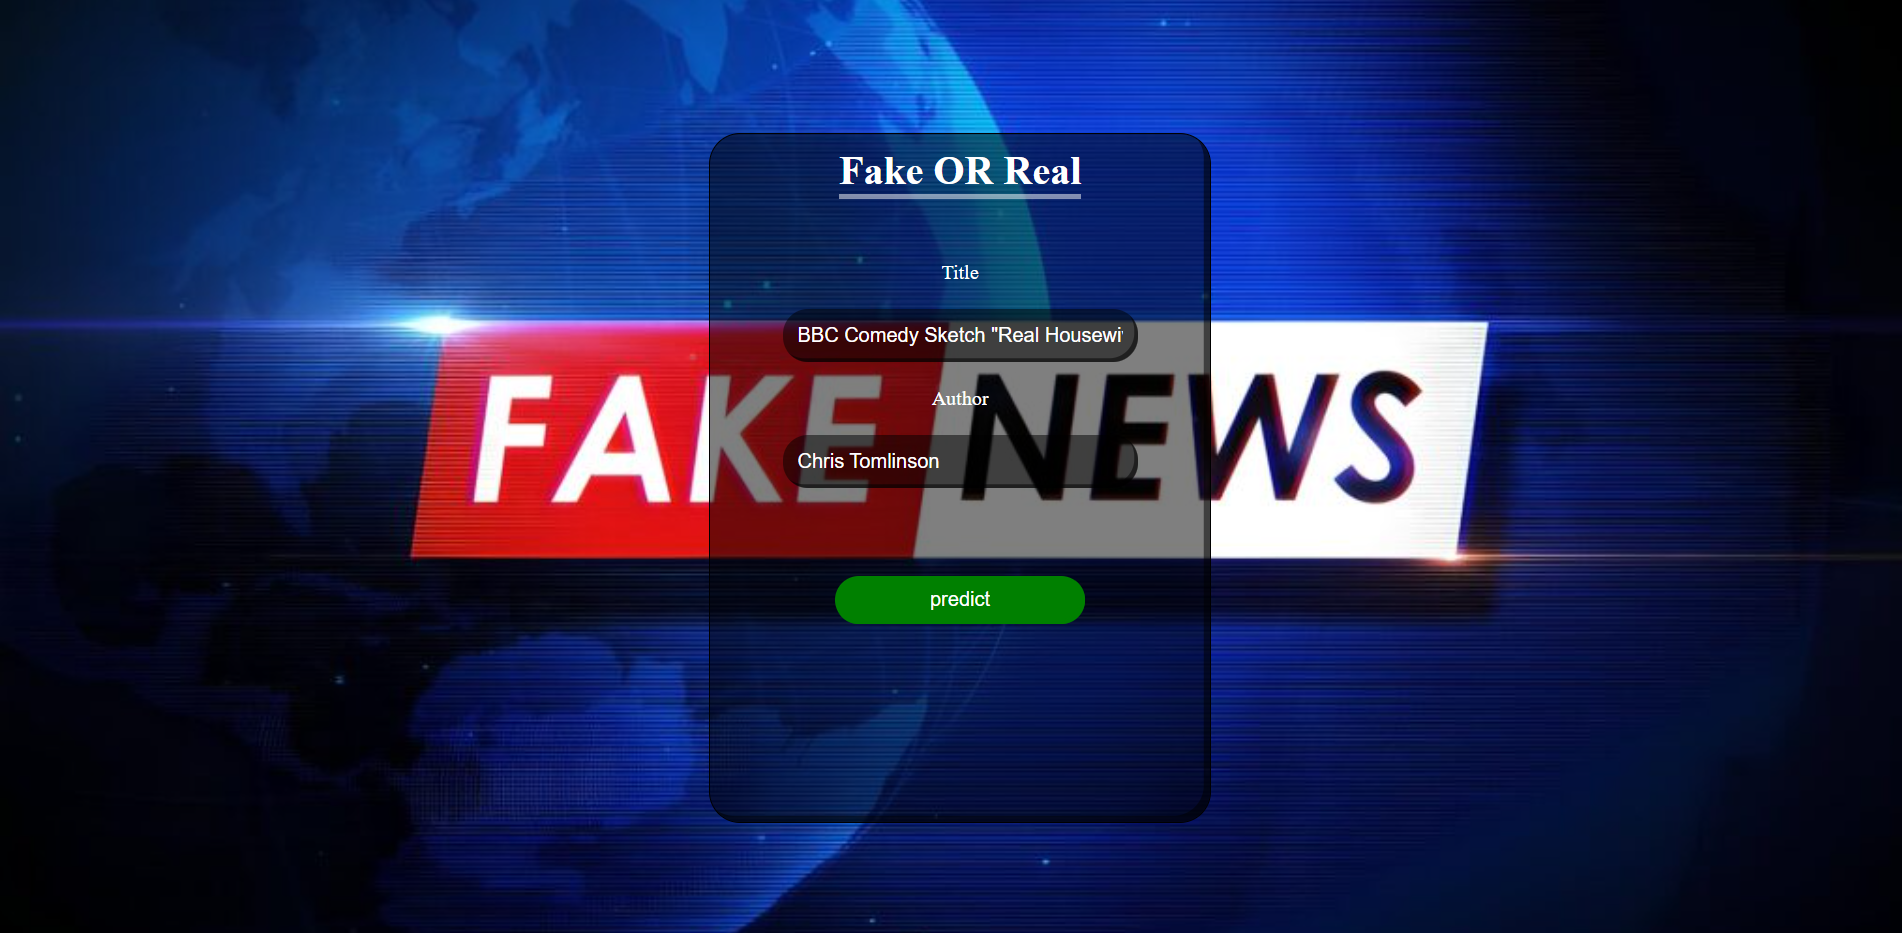 Fake OR Real
Title
BBC Comedy Sketch "Real Housewi
Author
Chris Tomlinson
FAKE NEWS
predict